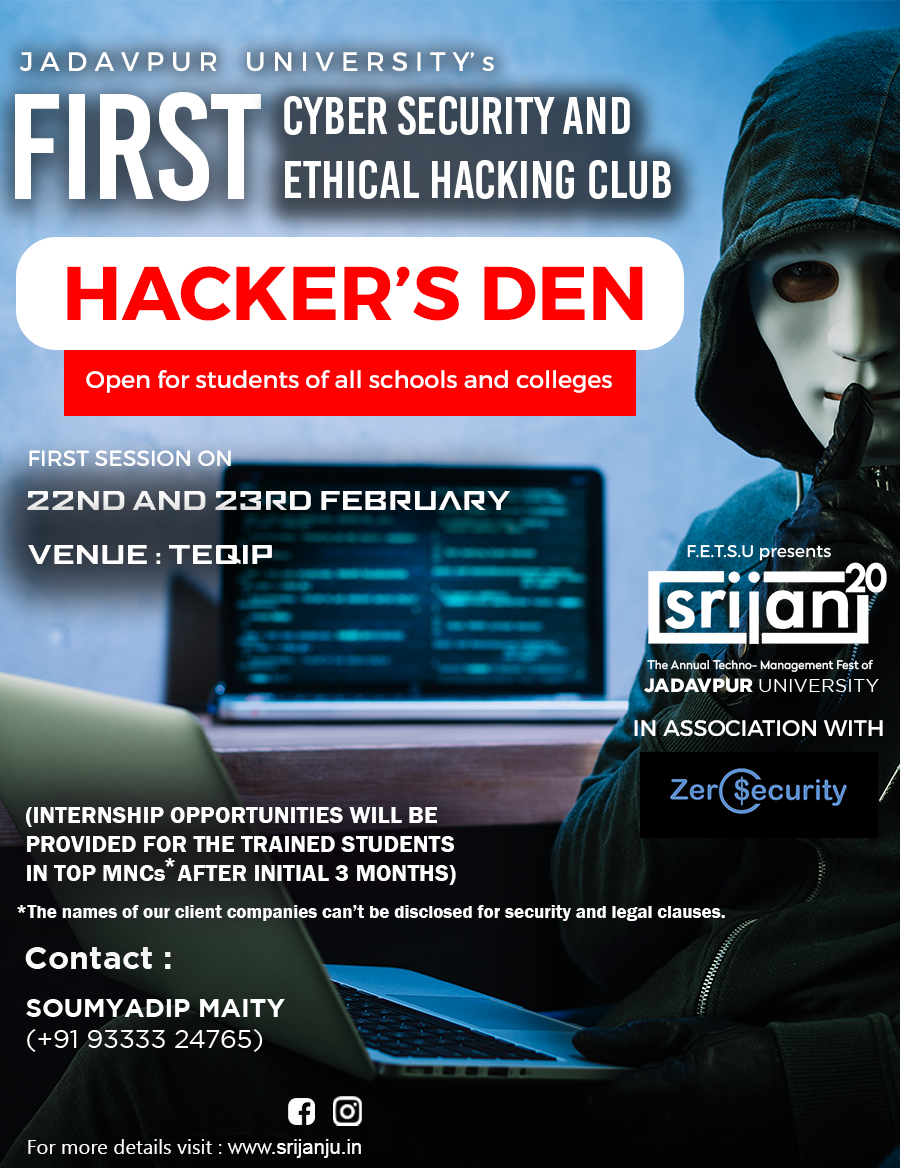 JADAVPUR UNIVERSITY's
FIRST
CYBER SECURITY AND
ETHICAL HACKING CLUB
HACKER'S DEN
Open for students of all schools and colleges
FIRST SESSION ON
22ND AND 23RD FEBRUARY
VENUE : TEQIP
F.E.T.S.U presents
srijan 20
The Annual Techno- Management Fest of
JADAVPUR UNIVERSITY
IN ASSOCIATION WITH
Zer $ecurity
(INTERNSHIP OPPORTUNITIES WILL BE
PROVIDED FOR THE TRAINED STUDENTS
IN TOP MNCs* AFTER INITIAL 3 MONTHS)
*The names of our client companies can't be disclosed for security and legal clauses.
Contact :
SOUMYADIP MAITY
(+91 93333 24765)
For more details visit : www.srijanju.in